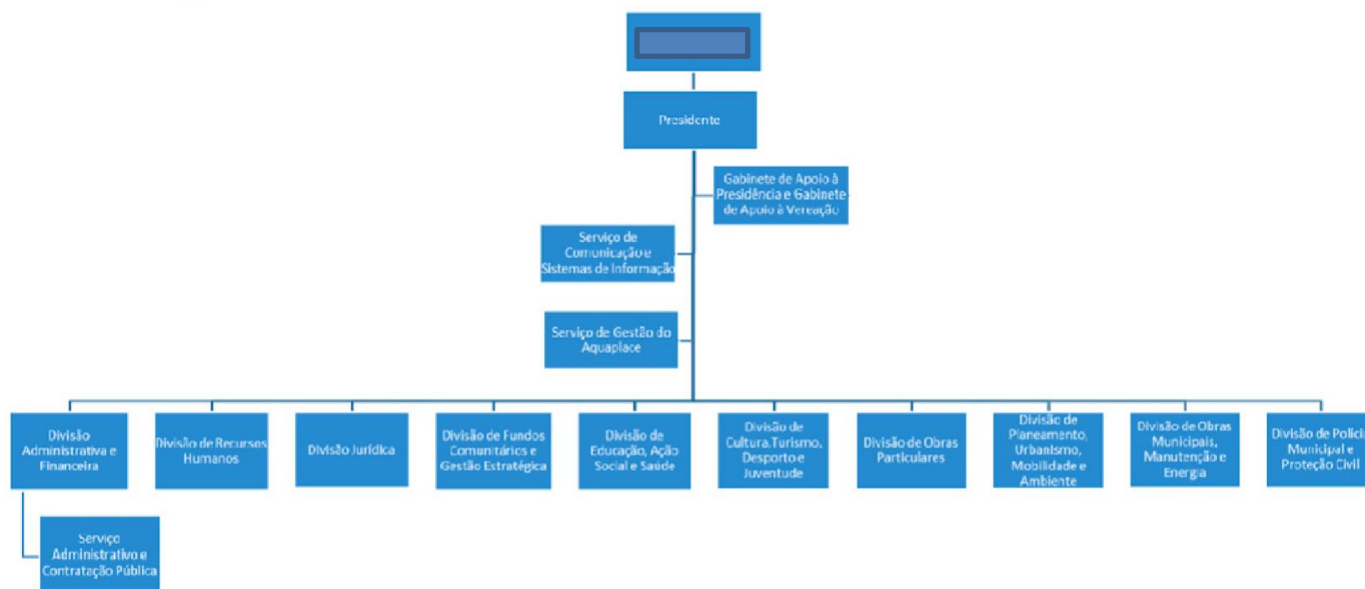 Presidente
Gabinete de Apoio à
Presidência e Gabinete
de Apoio à Vereação
Serviço de
Comunicação e
Sistemas de Informação
Serviço de Gestão do
Aquaplace
Divisão
Administrativa e
Financeira
Divisão de Recursos
Humanos
Divisão Jurídica
Divisão de Fundos
Comunitários e
Gestão Estratégica
Divisão de
Educação, Ação
Social e Saúde
Divisão de
Cultura.Turismo,
Desporto e
Juventude
Divisão de Obras
Particulares
Divisão de
Planeamento,
Urbanismo,
Mobilidade e
Ambiente
Divisão de Obras
Municipais,
Manutenção e
Energia
Divisão de Polícia
Municipal e
Proteção Civil
Serviço
Administrativo e
Contratação Pública